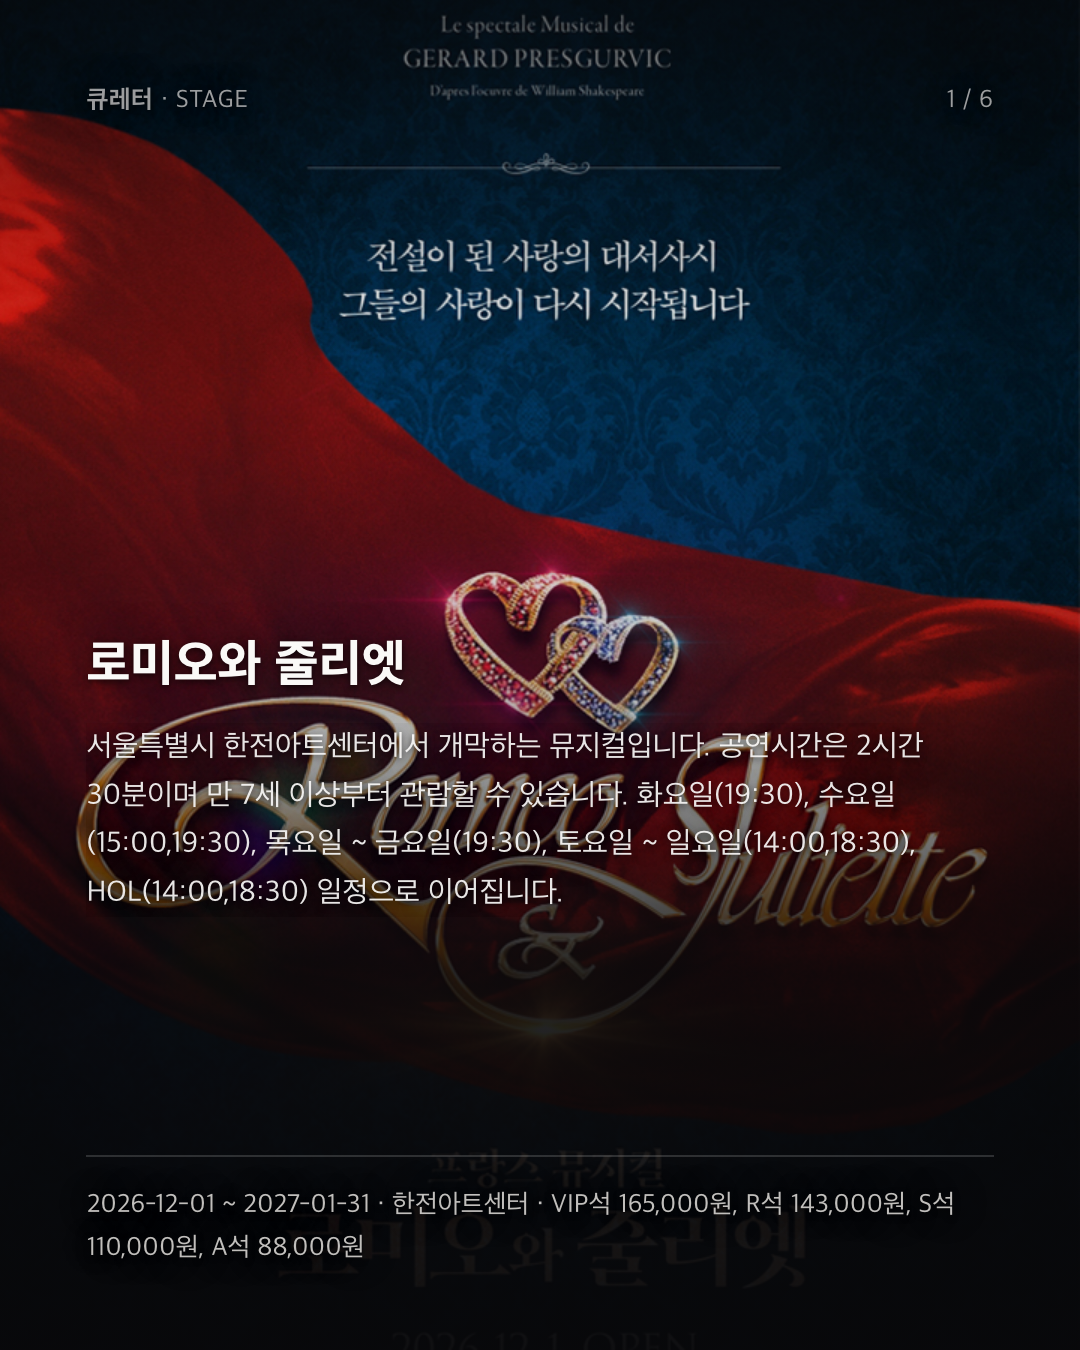 Le spectale Musical de
GERARD PRESGURVIC
D'apres l'ocuvre de William Shakespeare
큐레터 · STAGE
1 / 6
전설이 된 사랑의 대서사시
그들의 사랑이 다시 시작됩니다
로미오와 줄리엣
서울특별시 한전아트센터에서 개막하는 뮤지컬입니다. 공연시간은 2시간
30분이며 만 7세 이상부터 관람할 수 있습니다. 화요일(19:30), 수요일
(15:00,19:30), 목요일 ~ 금요일(19:30), 토요일 ~ 일요일(14:00,18:30),
HOL(14:00,18:30) 일정으로 이어집니다.
Romeo & Juliette
프랑스 뮤지컬
2026-12-01 ~ 2027-01-31 · 한전아트센터 · VIP석 165,000원, R석 143,000원, S석
110,000원, A석 88,000원
로미오와 줄리엣
2026. 12. 1. OPEN